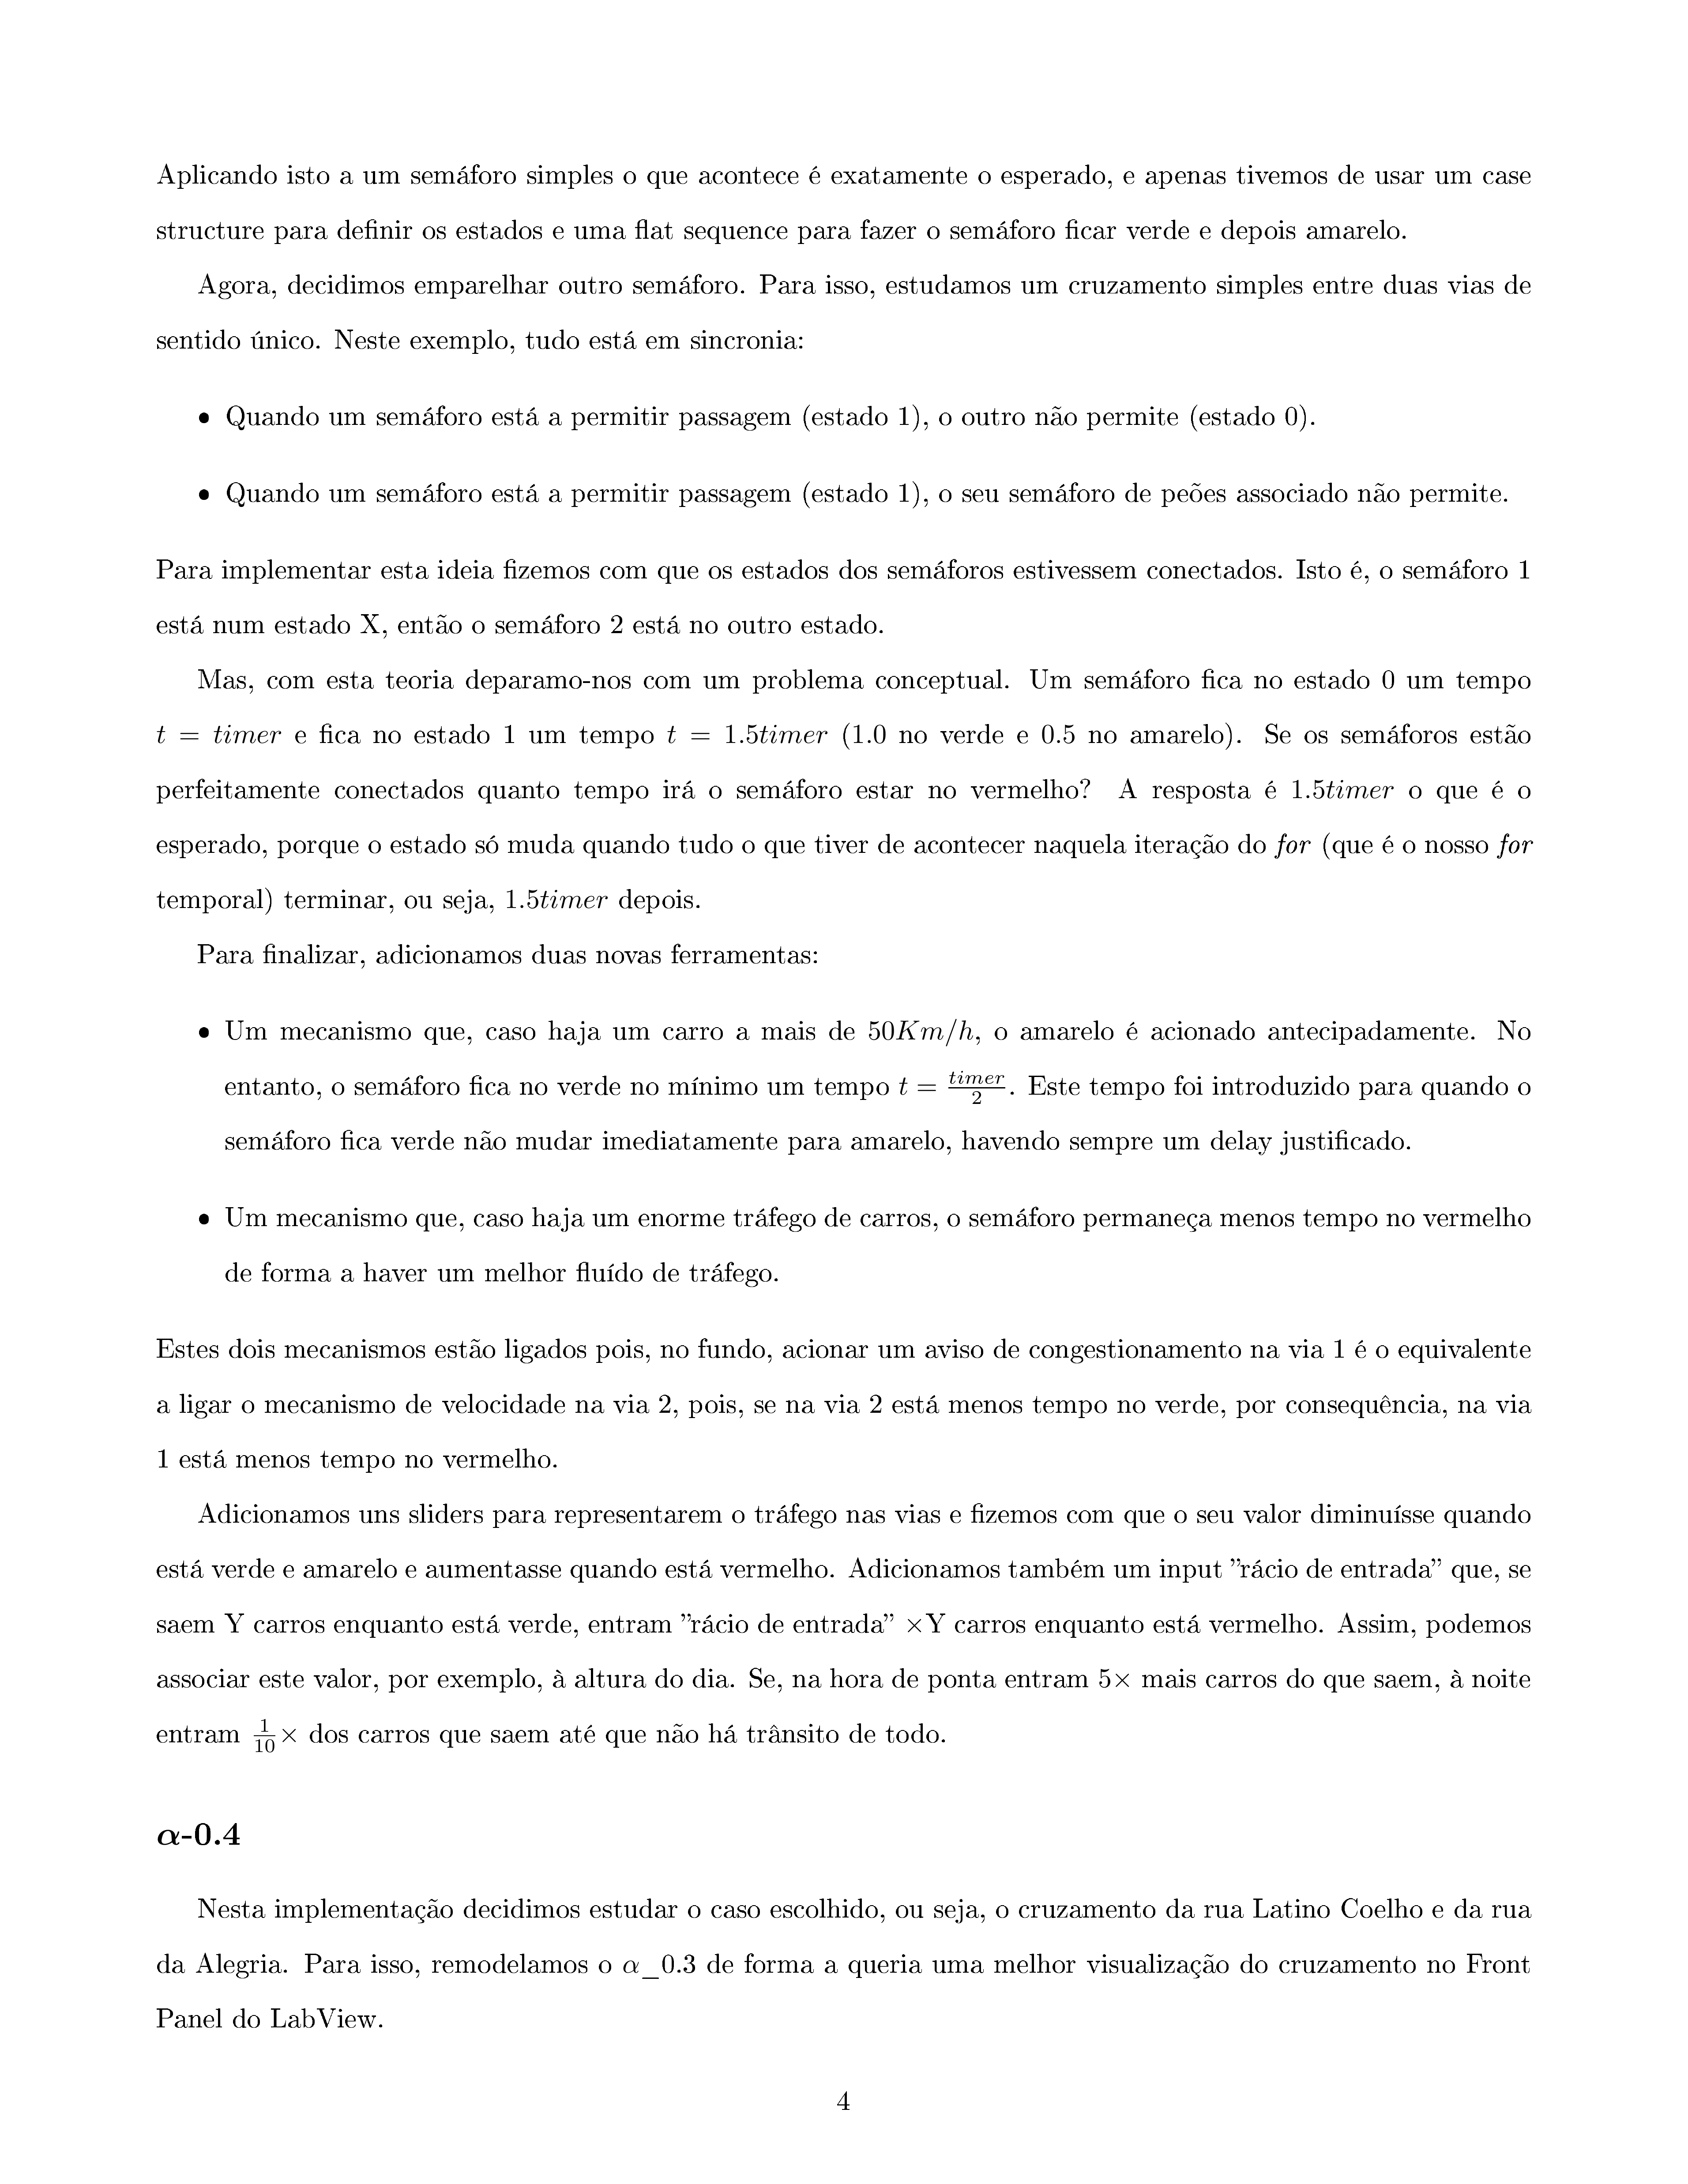 Aplicando isto a um semáforo simples o que acontece é exatamente o esperado, e apenas tivemos de usar um case
structure para definir os estados e uma flat sequence para fazer o semáforo ficar verde e depois amarelo.
Agora, decidimos emparelhar outro semáforo. Para isso, estudamos um cruzamento simples entre duas vias de
sentido único. Neste exemplo, tudo está em sincronia:
• Quando um semáforo está a permitir passagem (estado 1), o outro não permite (estado 0).
• Quando um semáforo está a permitir passagem (estado 1), o seu semáforo de peões associado não permite.
Para implementar esta ideia fizemos com que os estados dos semáforos estivessem conectados. Isto é, o semáforo 1
está num estado X, então o semáforo 2 está no outro estado.
Mas, com esta teoria deparamo-nos com um problema conceptual. Um semáforo fica no estado 0 um tempo
t = timer e fica no estado 1 um tempo t = 1.5timer (1.0 no verde e 0.5 no amarelo). Se os semáforos estão
perfeitamente conectados quanto tempo irá o semáforo estar no vermelho? A resposta é 1.5timer o que é o
esperado, porque o estado só muda quando tudo o que tiver de acontecer naquela iteração do for (que é o nosso for
temporal) terminar, ou seja, 1.5timer depois.
Para finalizar, adicionamos duas novas ferramentas:
• Um mecanismo que, caso haja um carro a mais de 50Km/h, o amarelo é acionado antecipadamente. No
entanto, o semáforo fica no verde no mínimo um tempo t = timer/2. Este tempo foi introduzido para quando o
semáforo fica verde não mudar imediatamente para amarelo, havendo sempre um delay justificado.
• Um mecanismo que, caso haja um enorme tráfego de carros, o semáforo permaneça menos tempo no vermelho
de forma a haver um melhor fluído de tráfego.
Estes dois mecanismos estão ligados pois, no fundo, acionar um aviso de congestionamento na via 1 é o equivalente
a ligar o mecanismo de velocidade na via 2, pois, se na via 2 está menos tempo no verde, por consequência, na via
1 está menos tempo no vermelho.
Adicionamos uns sliders para representarem o tráfego nas vias e fizemos com que o seu valor diminuísse quando
está verde e amarelo e aumentasse quando está vermelho. Adicionamos também um input ”rácio de entrada” que, se
saem Y carros enquanto está verde, entram ”rácio de entrada” ×Y carros enquanto está vermelho. Assim, podemos
associar este valor, por exemplo, à altura do dia. Se, na hora de ponta entram 5× mais carros do que saem, à noite
entram 1/10× dos carros que saem até que não há trânsito de todo.
α-0.4
Nesta implementação decidimos estudar o caso escolhido, ou seja, o cruzamento da rua Latino Coelho e da rua
da Alegria. Para isso, remodelamos o α_0.3 de forma a queria uma melhor visualização do cruzamento no Front
Panel do LabView.
4